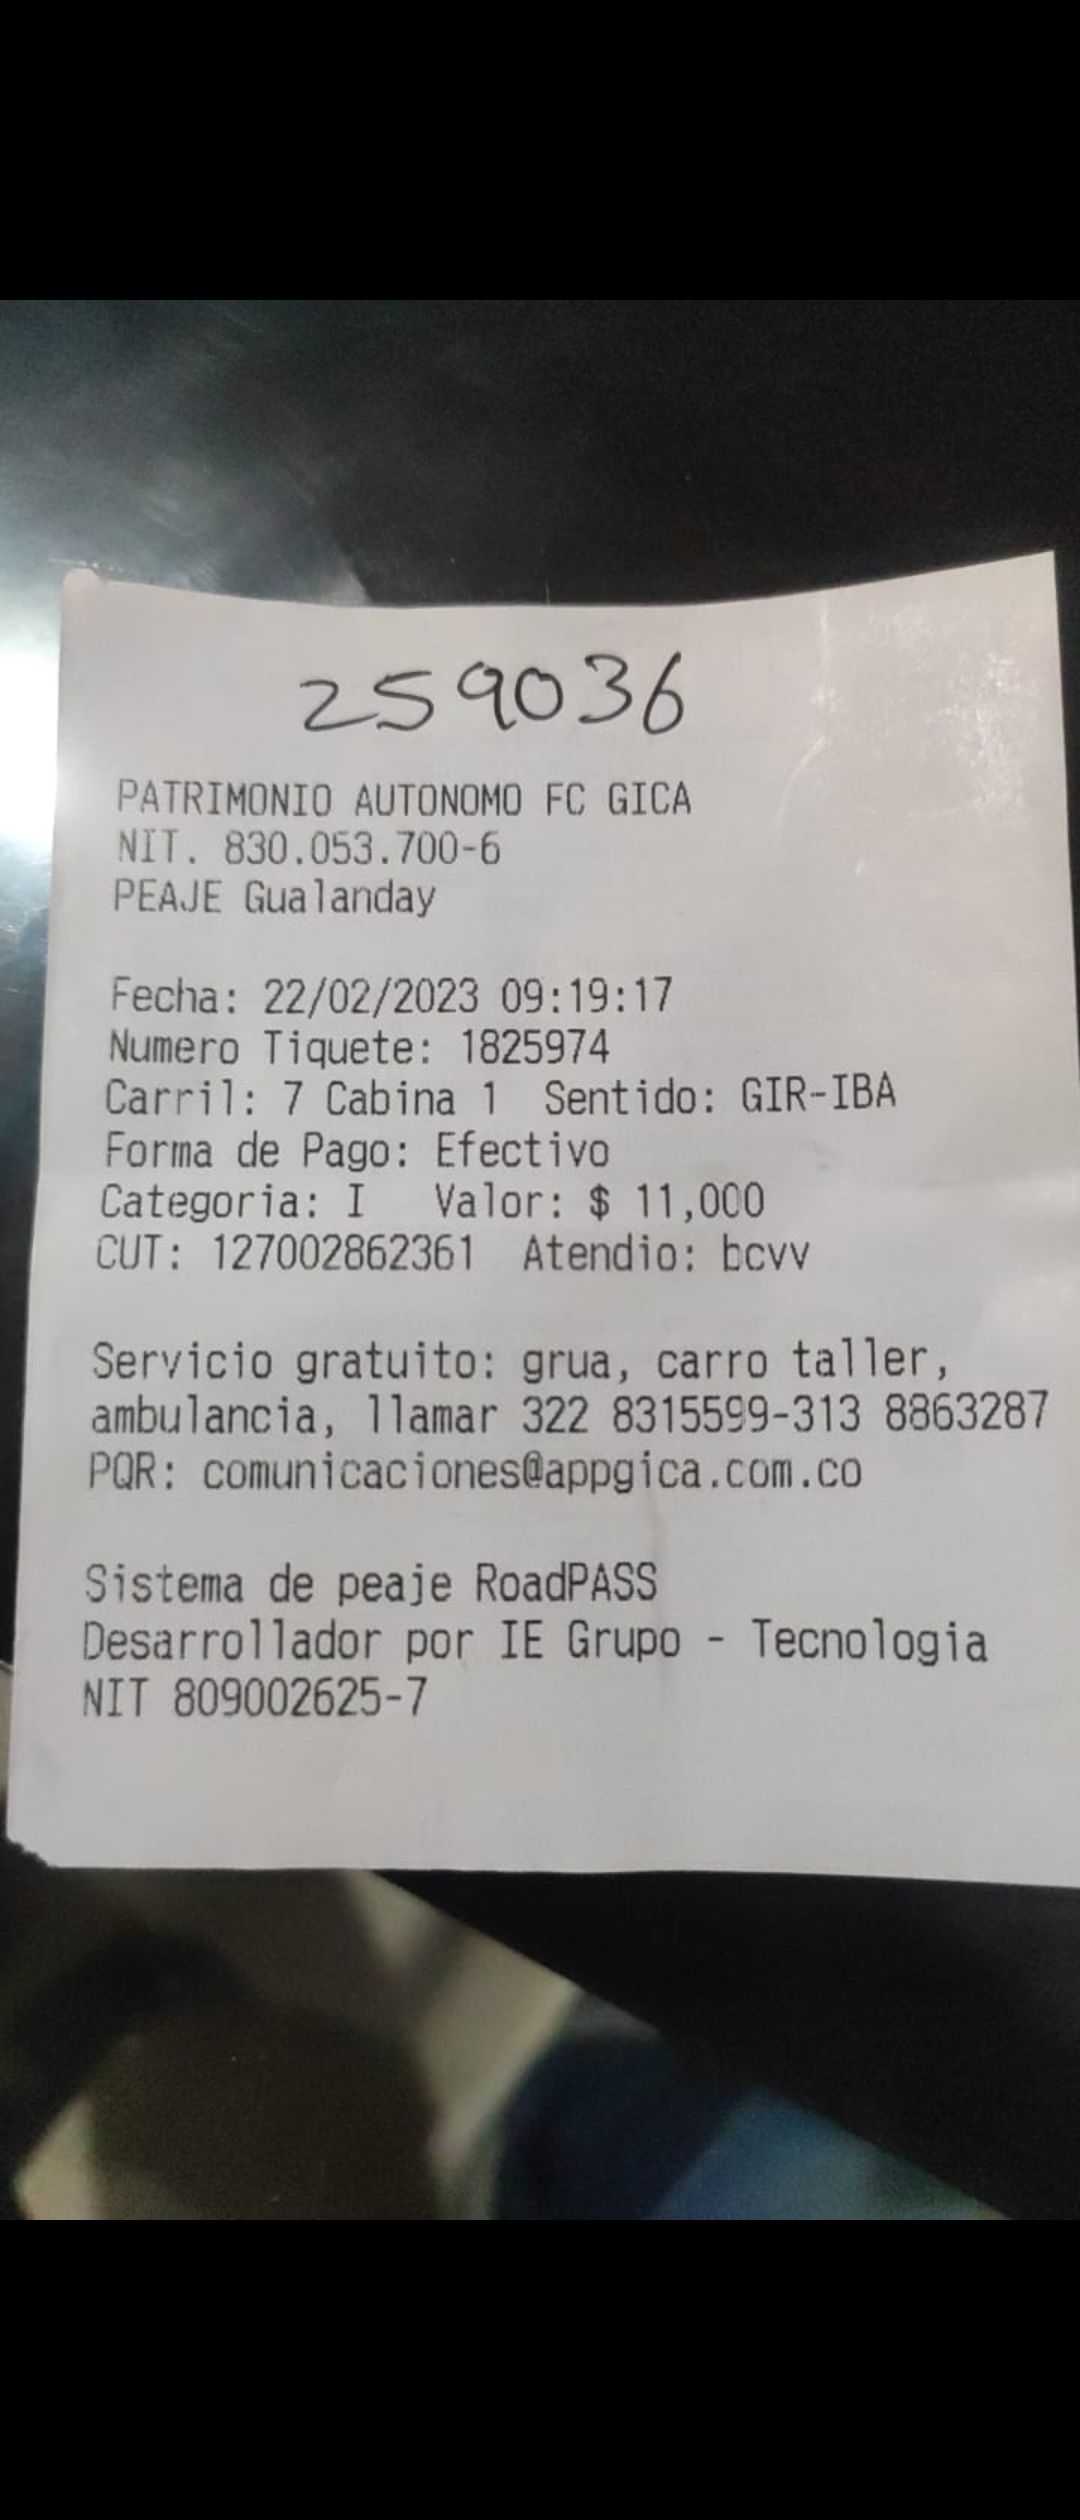 259036
PATRIMONIO AUTONOMO FC GICA
NIT. 830.053.700-6
PEAJE Gualanday
Fecha: 22/02/2023 09:19:17
Numero Tiquete: 1825974
Carril: 7 Cabina 1 Sentido: GIR-IBA
Forma de Pago: Efectivo
Categoria: I Valor: $ 11,000
CUT: 127002862361 Atendio: bcvv
Servicio gratuito: grua, carro taller,
ambulancia, llamar 322 8315599-313 8863287
PQR: comunicaciones@appgica.com.co
Sistema de peaje RoadPASS
Desarrollador por IE Grupo - Tecnologia
NIT 809002625-7